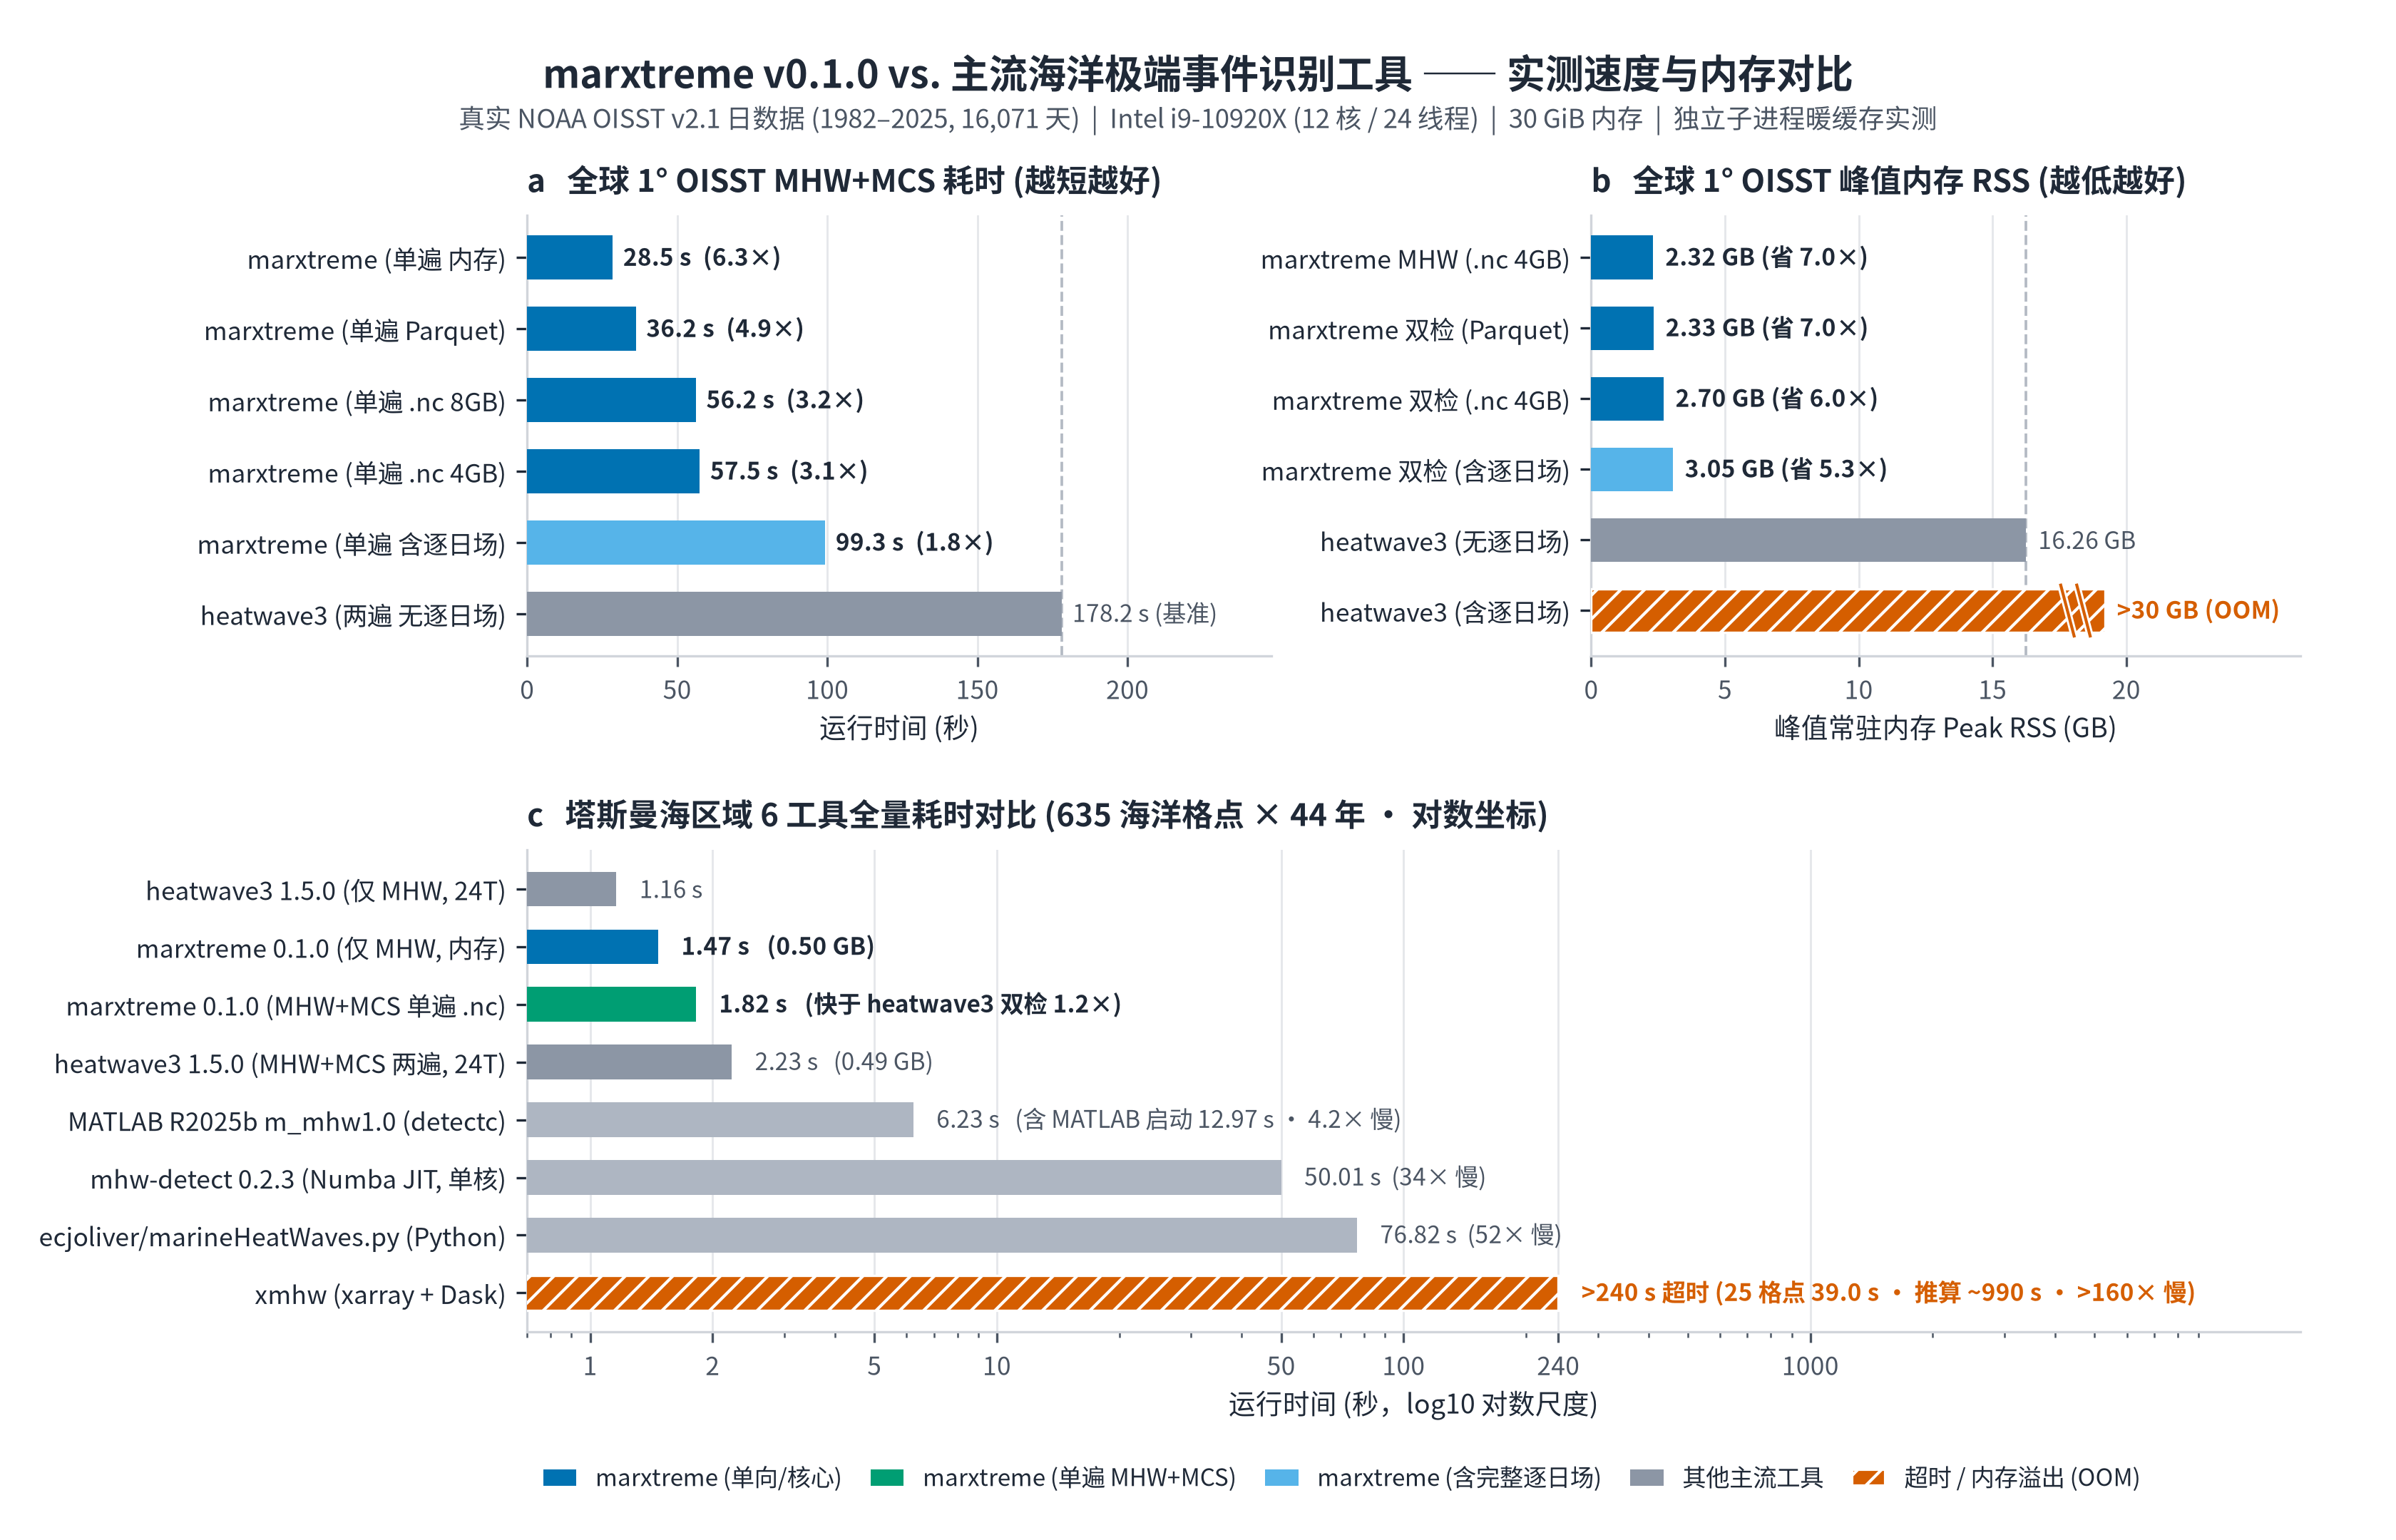 marxtreme v0.1.0 vs. 主流海洋极端事件识别工具 —— 实测速度与内存对比
真实 NOAA OISST v2.1 日数据 (1982–2025, 16,071 天) | Intel i9-10920X (12 核 / 24 线程) | 30 GiB 内存 | 独立子进程暖缓存实测
a 全球 1° OISST MHW+MCS 耗时 (越短越好)
marxtreme (单遍 内存) 28.5 s (6.3×)
marxtreme (单遍 Parquet) 36.2 s (4.9×)
marxtreme (单遍 .nc 8GB) 56.2 s (3.2×)
marxtreme (单遍 .nc 4GB) 57.5 s (3.1×)
marxtreme (单遍 含逐日场) 99.3 s (1.8×)
heatwave3 (两遍 无逐日场) 178.2 s (基准)
0 50 100 150 200
运行时间 (秒)
b 全球 1° OISST 峰值内存 RSS (越低越好)
marxtreme MHW (.nc 4GB) 2.32 GB (省 7.0×)
marxtreme 双检 (Parquet) 2.33 GB (省 7.0×)
marxtreme 双检 (.nc 4GB) 2.70 GB (省 6.0×)
marxtreme 双检 (含逐日场) 3.05 GB (省 5.3×)
heatwave3 (无逐日场) 16.26 GB
heatwave3 (含逐日场) >30 GB (OOM)
0 5 10 15 20
峰值常驻内存 Peak RSS (GB)
c 塔斯曼海区域 6 工具全量耗时对比 (635 海洋格点 × 44 年 · 对数坐标)
heatwave3 1.5.0 (仅 MHW, 24T) 1.16 s
marxtreme 0.1.0 (仅 MHW, 内存) 1.47 s (0.50 GB)
marxtreme 0.1.0 (MHW+MCS 单遍 .nc) 1.82 s (快于 heatwave3 双检 1.2×)
heatwave3 1.5.0 (MHW+MCS 两遍, 24T) 2.23 s (0.49 GB)
MATLAB R2025b m_mhw1.0 (detectc) 6.23 s (含 MATLAB 启动 12.97 s · 4.2× 慢)
mhw-detect 0.2.3 (Numba JIT, 单核) 50.01 s (34× 慢)
ecjoliver/marineHeatWaves.py (Python) 76.82 s (52× 慢)
xmhw (xarray + Dask) >240 s 超时 (25 格点 39.0 s · 推算 ~990 s · >160× 慢)
1 2 5 10 50 100 240 1000
运行时间 (秒，log10 对数尺度)
marxtreme (单向/核心) marxtreme (单遍 MHW+MCS) marxtreme (含完整逐日场) 其他主流工具 超时 / 内存溢出 (OOM)